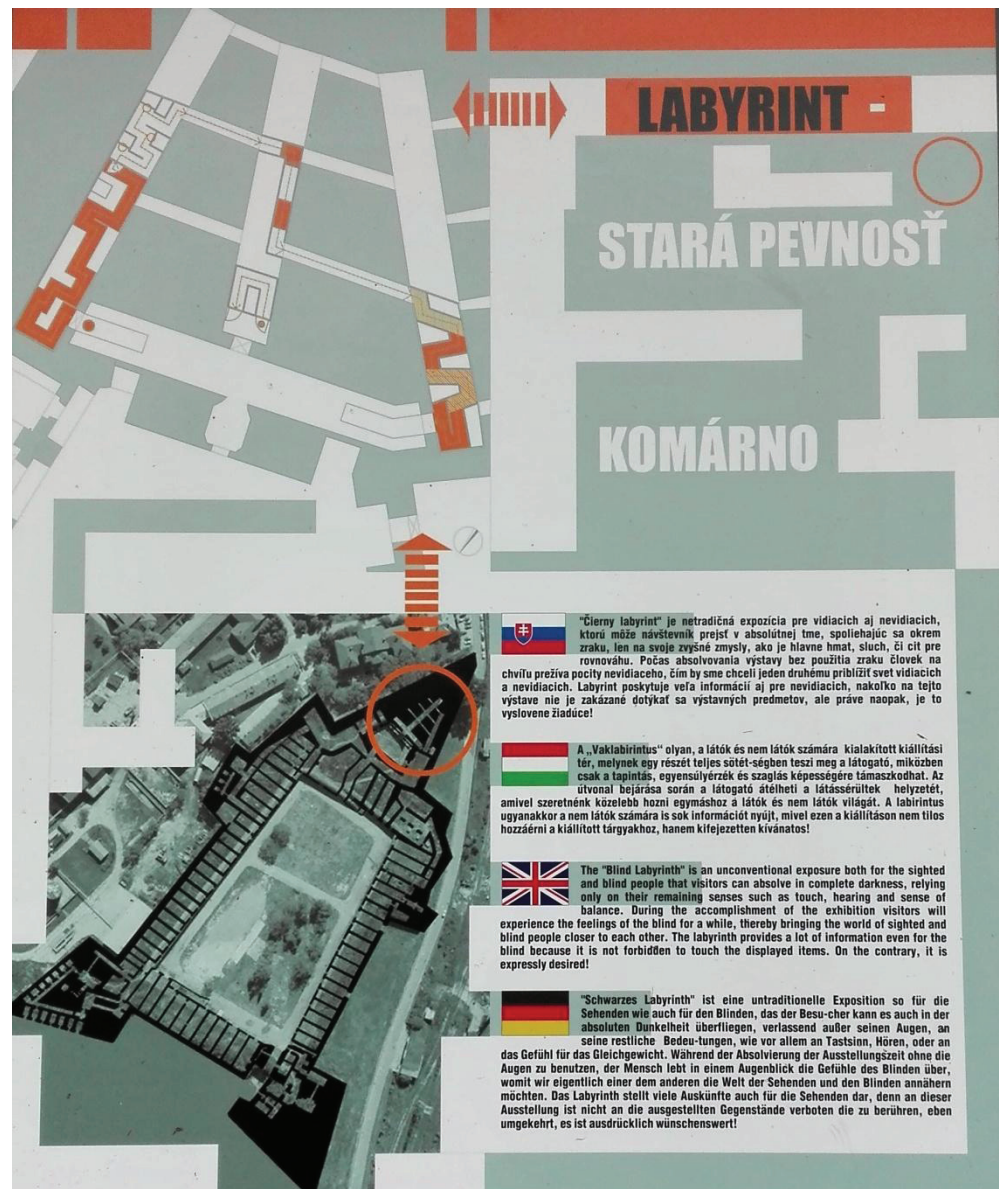 LABYRINT -
STARÁ PEVNOSŤ
KOMÁRNO
"Čierny labyrint" je netradičná expozícia pre vidiacich aj nevidiacich,
ktorú môže návštevník prejsť v absolútnej tme, spoliehajúc sa okrem
zraku, len na svoje zvyšné zmysly, ako je hlavne hmat, sluch, či cit pre
rovnováhu. Počas absolvovania výstavy bez použitia zraku človek na
chvíľu prežíva pocity nevidiaceho, čím by sme chceli jeden druhému priblížiť svet vidiacich
a nevidiacich. Labyrint poskytuje veľa informácií aj pre nevidiacich, nakoľko na tejto
výstave nie je zakázané dotýkať sa výstavných predmetov, ale práve naopak, je to
vyslovene žiadúce!
A „Vaklabirintus" olyan, a látók és nem látók számára kialakított kiállítási
tér, melynek egy részét teljes sötét-ségben teszi meg a látogató, miközben
csak a tapintás, egyensúlyérzék és szaglás képességére támaszkodhat. Az
útvonal bejárása során a látogató átélheti a látássérültek helyzetét,
amivel szeretnénk közelebb hozni egymáshoz a látók és nem látók világát. A labirintus
ugyanakkor a nem látók számára is sok információt nyújt, mivel ezen a kiállításon nem tilos
hozzáérni a kiállított tárgyakhoz, hanem kifejezetten kívánatos!
The "Blind Labyrinth" is an unconventional exposure both for the sighted
and blind people that visitors can absolve in complete darkness, relying
only on their remaining senses such as touch, hearing and sense of
balance. During the accomplishment of the exhibition visitors will
experience the feelings of the blind for a while, thereby bringing the world of sighted and
blind people closer to each other. The labyrinth provides a lot of information even for the
blind because it is not forbidden to touch the displayed items. On the contrary, it is
expressly desired!
"Schwarzes Labyrinth" ist eine untraditionelle Exposition so für die
Sehenden wie auch für den Blinden, das der Besu-cher kann es auch in der
absoluten Dunkelheit überfliegen, verlassend außer seinen Augen, an
seine restliche Bedeu-tungen, wie vor allem an Tastsinn, Hören, oder an
das Gefühl für das Gleichgewicht. Während der Absolvierung der Ausstellungszeit ohne die
Augen zu benutzen, der Mensch lebt in einem Augenblick die Gefühle des Blinden über,
womit wir eigentlich einer dem anderen die Welt der Sehenden und den Blinden annähern
möchten. Das Labyrinth stellt viele Auskünfte auch für die Sehenden dar, denn an dieser
Ausstellung ist nicht an die ausgestellten Gegenstände verboten die zu berühren, eben
umgekehrt, es ist ausdrücklich wünschenswert!